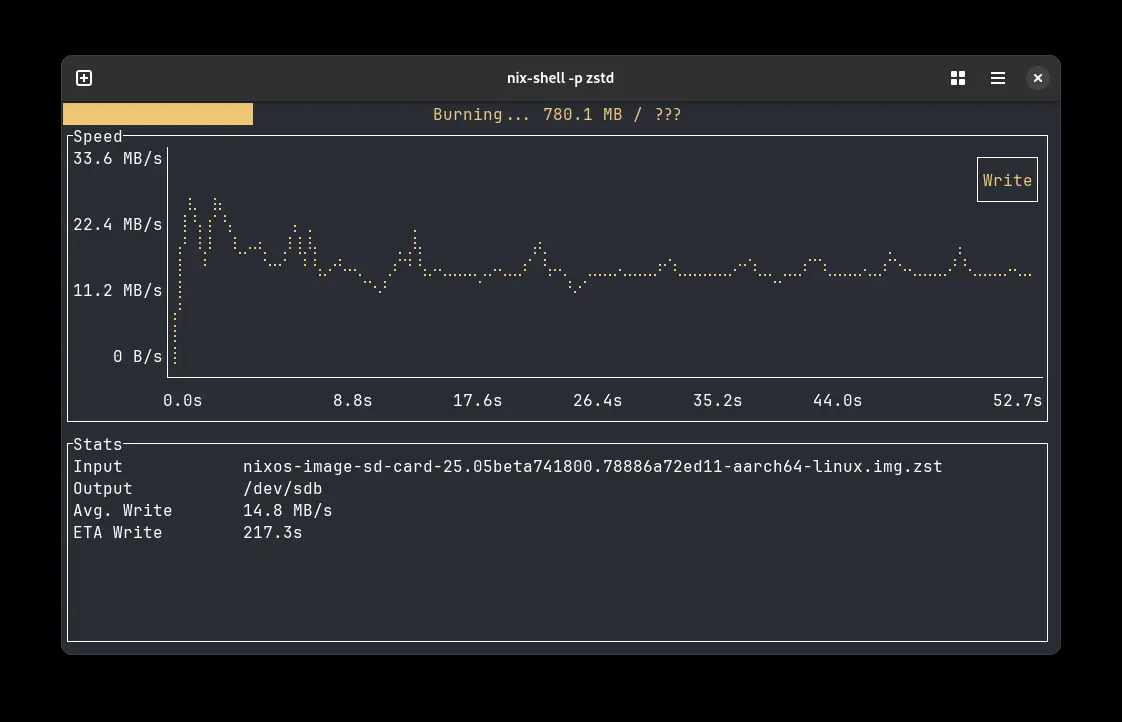 nix-shell -p zstd
Burning... 780.1 MB / ???
Speed
33.6 MB/s
Write
22.4 MB/s
11.2 MB/s
0 B/s
0.0s 8.8s 17.6s 26.4s 35.2s 44.0s 52.7s
Stats
Input nixos-image-sd-card-25.05beta741800.78886a72ed11-aarch64-linux.img.zst
Output /dev/sdb
Avg. Write 14.8 MB/s
ETA Write 217.3s